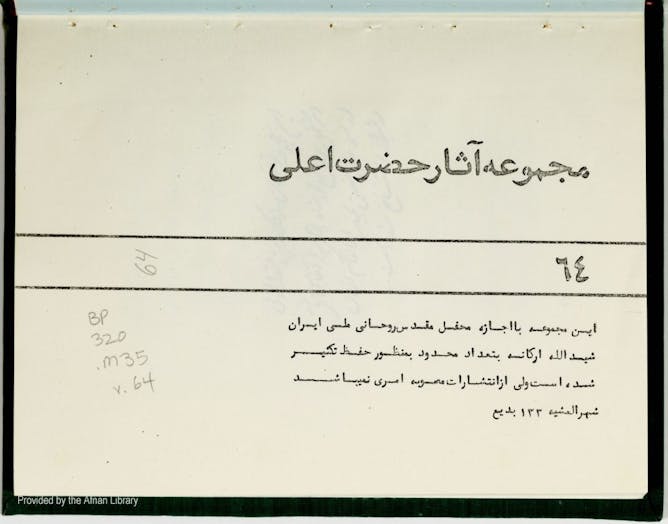 مجموعه آثار حضرت اعلی
٦٤
64
این مجموعه با اجازه محفل مقدس روحانی ملی ایران
شیدالله ارکانه بتعداد محدود بمنظور حفظ تکثیر
شده است ولی از انتشارات مصوبه امری نمیباشد
شهرالمشیه ۱۳۳ بدیع
BP
320
.M35
v. 64
Provided by the Afnan Library